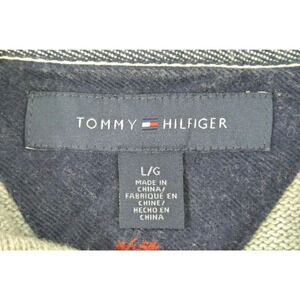 TOMMY HILFIGER
L/G
MADE IN
CHINA/
FABRIQUÉ EN
CHINE/
HECHO EN
CHINA